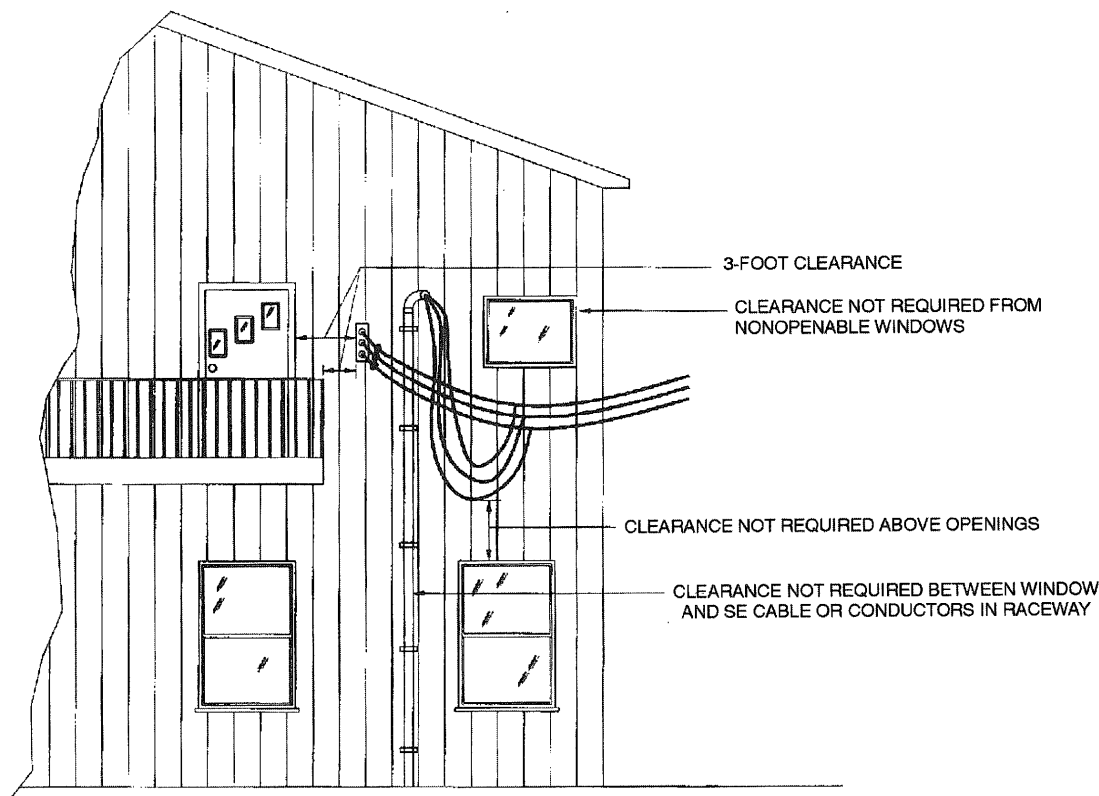 3-FOOT CLEARANCE
CLEARANCE NOT REQUIRED FROM
NONOPENABLE WINDOWS
CLEARANCE NOT REQUIRED ABOVE OPENINGS
CLEARANCE NOT REQUIRED BETWEEN WINDOW
AND SE CABLE OR CONDUCTORS IN RACEWAY